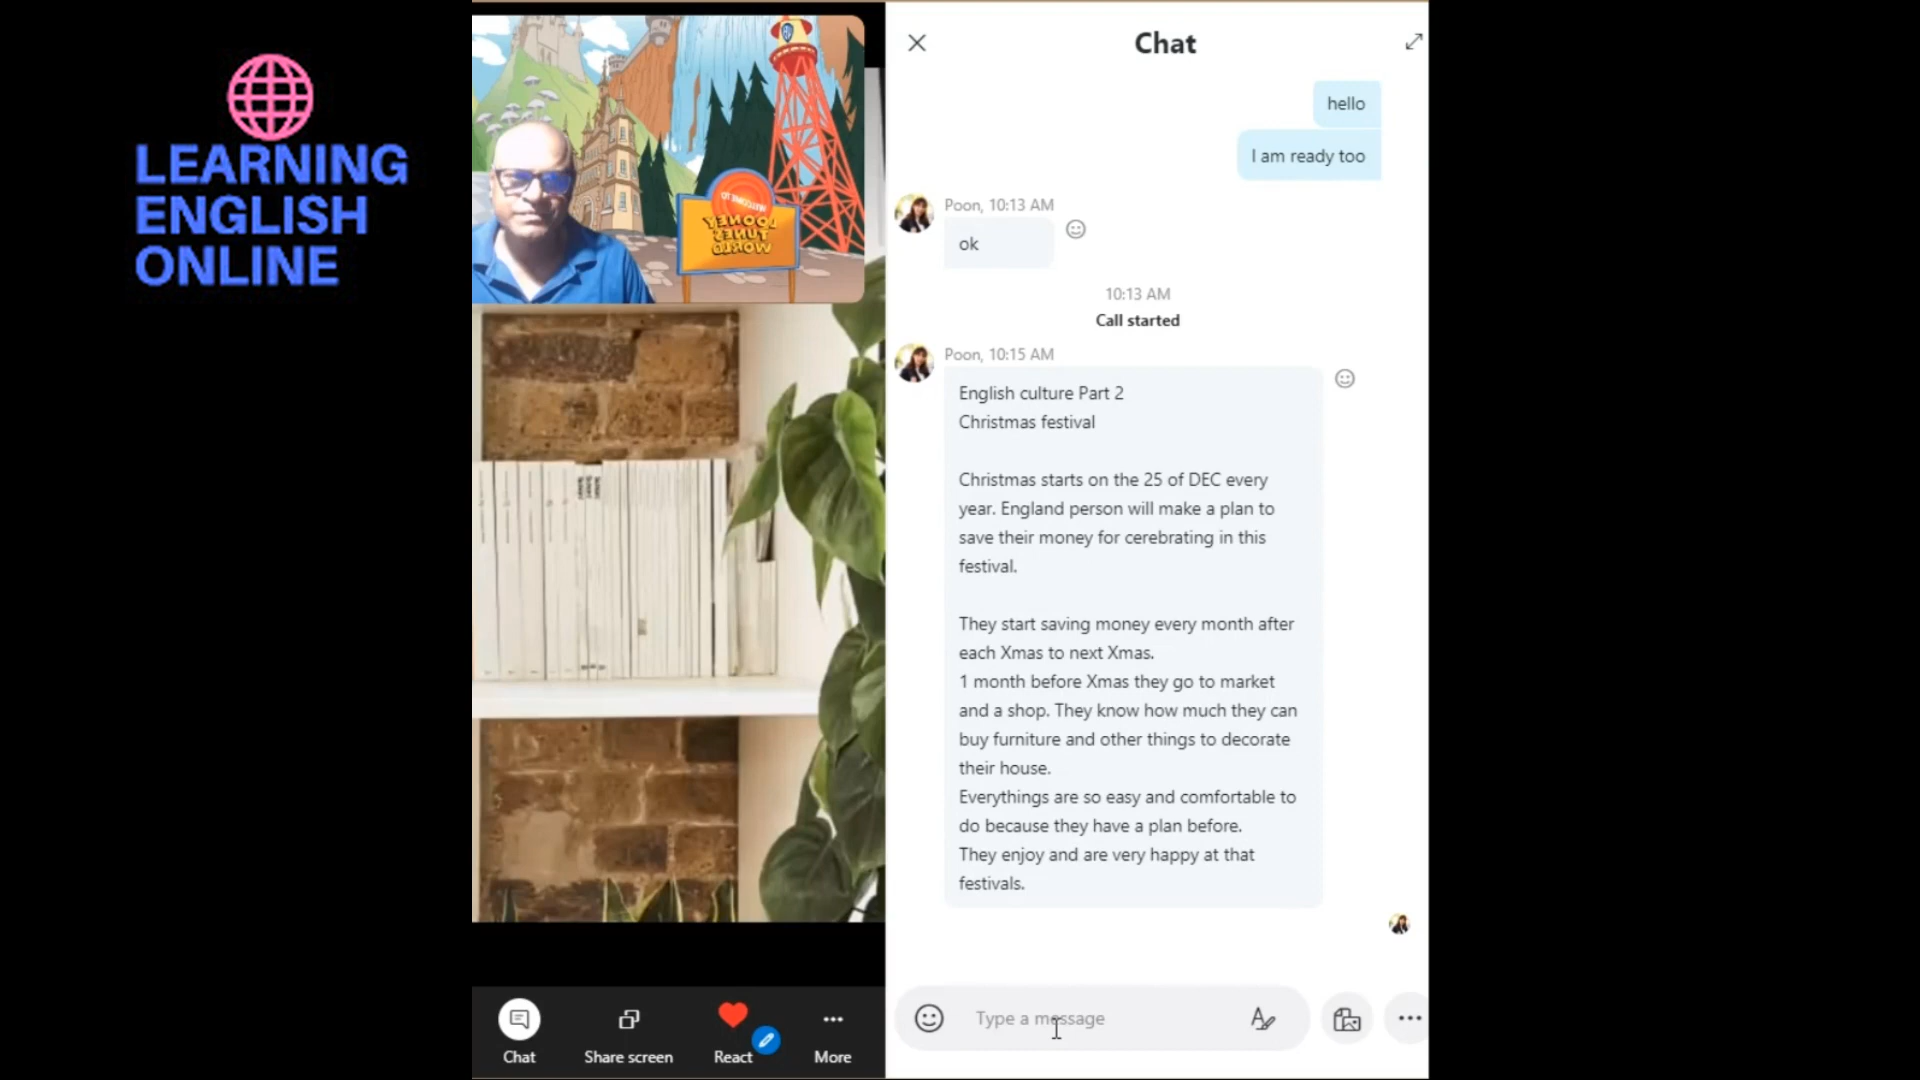 LEARNING
ENGLISH
ONLINE
WELCOME TO
LOONEY
TUNES
WORLD
Chat
hello
I am ready too
Poon, 10:13 AM
ok
10:13 AM
Call started
Poon, 10:15 AM
English culture Part 2
Christmas festival
Christmas starts on the 25 of DEC every
year. England person will make a plan to
save their money for cerebrating in this
festival.
They start saving money every month after
each Xmas to next Xmas.
1 month before Xmas they go to market
and a shop. They know how much they can
buy furniture and other things to decorate
their house.
Everythings are so easy and comfortable to
do because they have a plan before.
They enjoy and are very happy at that
festivals.
Type a message
Chat
Share screen
React
More